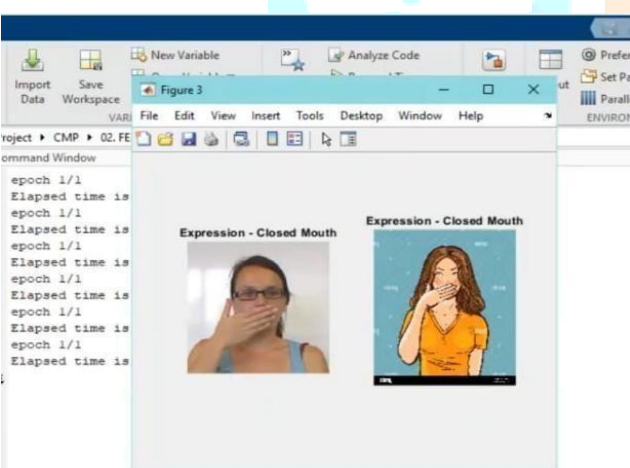 New Variable
Analyze Code
Import
Data
Save
Workspace
Figure 3
File Edit View Insert Tools Desktop Window Help
CMP ▸ 02. FE
ommand Window
epoch 1/1
Elapsed time is
epoch 1/1
Elapsed time is
epoch 1/1
Elapsed time is
epoch 1/1
Elapsed time is
epoch 1/1
Elapsed time is
epoch 1/1
Elapsed time is
Expression - Closed Mouth
Expression - Closed Mouth
Prefer
Set Pa
Parall
ENVIRON